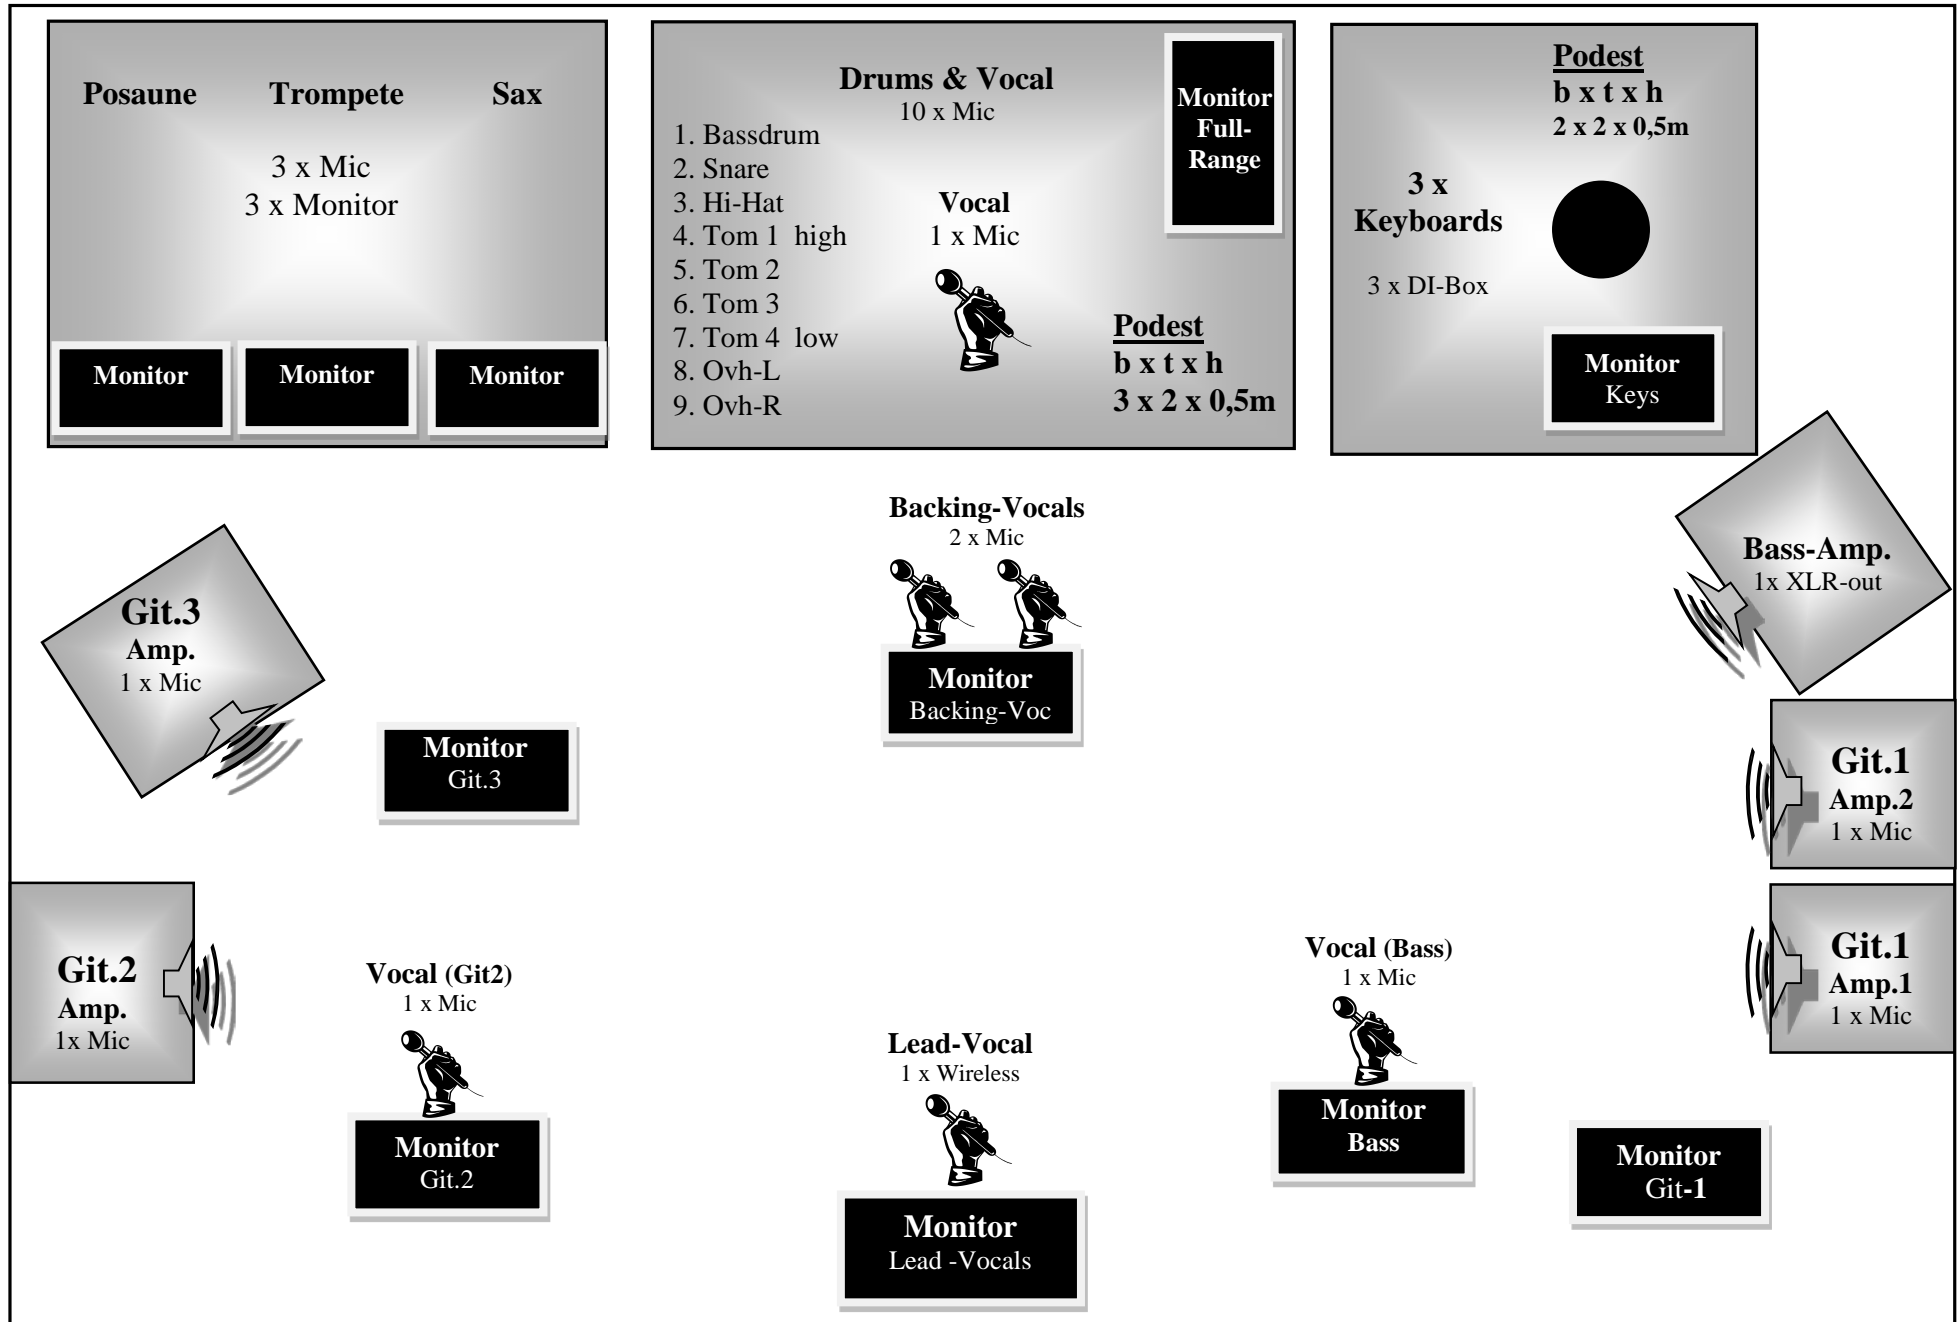 Posaune Trompete Sax
3 x Mic
3 x Monitor
Monitor
Monitor
Monitor
Drums & Vocal
10 x Mic
1. Bassdrum
2. Snare
3. Hi-Hat
4. Tom 1 high
5. Tom 2
6. Tom 3
7. Tom 4 low
8. Ovh-L
9. Ovh-R
Vocal
1 x Mic
Monitor
Full-
Range
Podest
b x t x h
3 x 2 x 0,5m
Podest
b x t x h
2 x 2 x 0,5m
3 x
Keyboards
3 x DI-Box
Monitor
Keys
Backing-Vocals
2 x Mic
Monitor
Backing-Voc
Bass-Amp.
1x XLR-out
Git.3
Amp.
1 x Mic
Monitor
Git.3
Git.1
Amp.2
1 x Mic
Git.2
Amp.
1x Mic
Vocal (Git2)
1 x Mic
Monitor
Git.2
Lead-Vocal
1 x Wireless
Monitor
Lead -Vocals
Vocal (Bass)
1 x Mic
Monitor
Bass
Git.1
Amp.1
1 x Mic
Monitor
Git-1